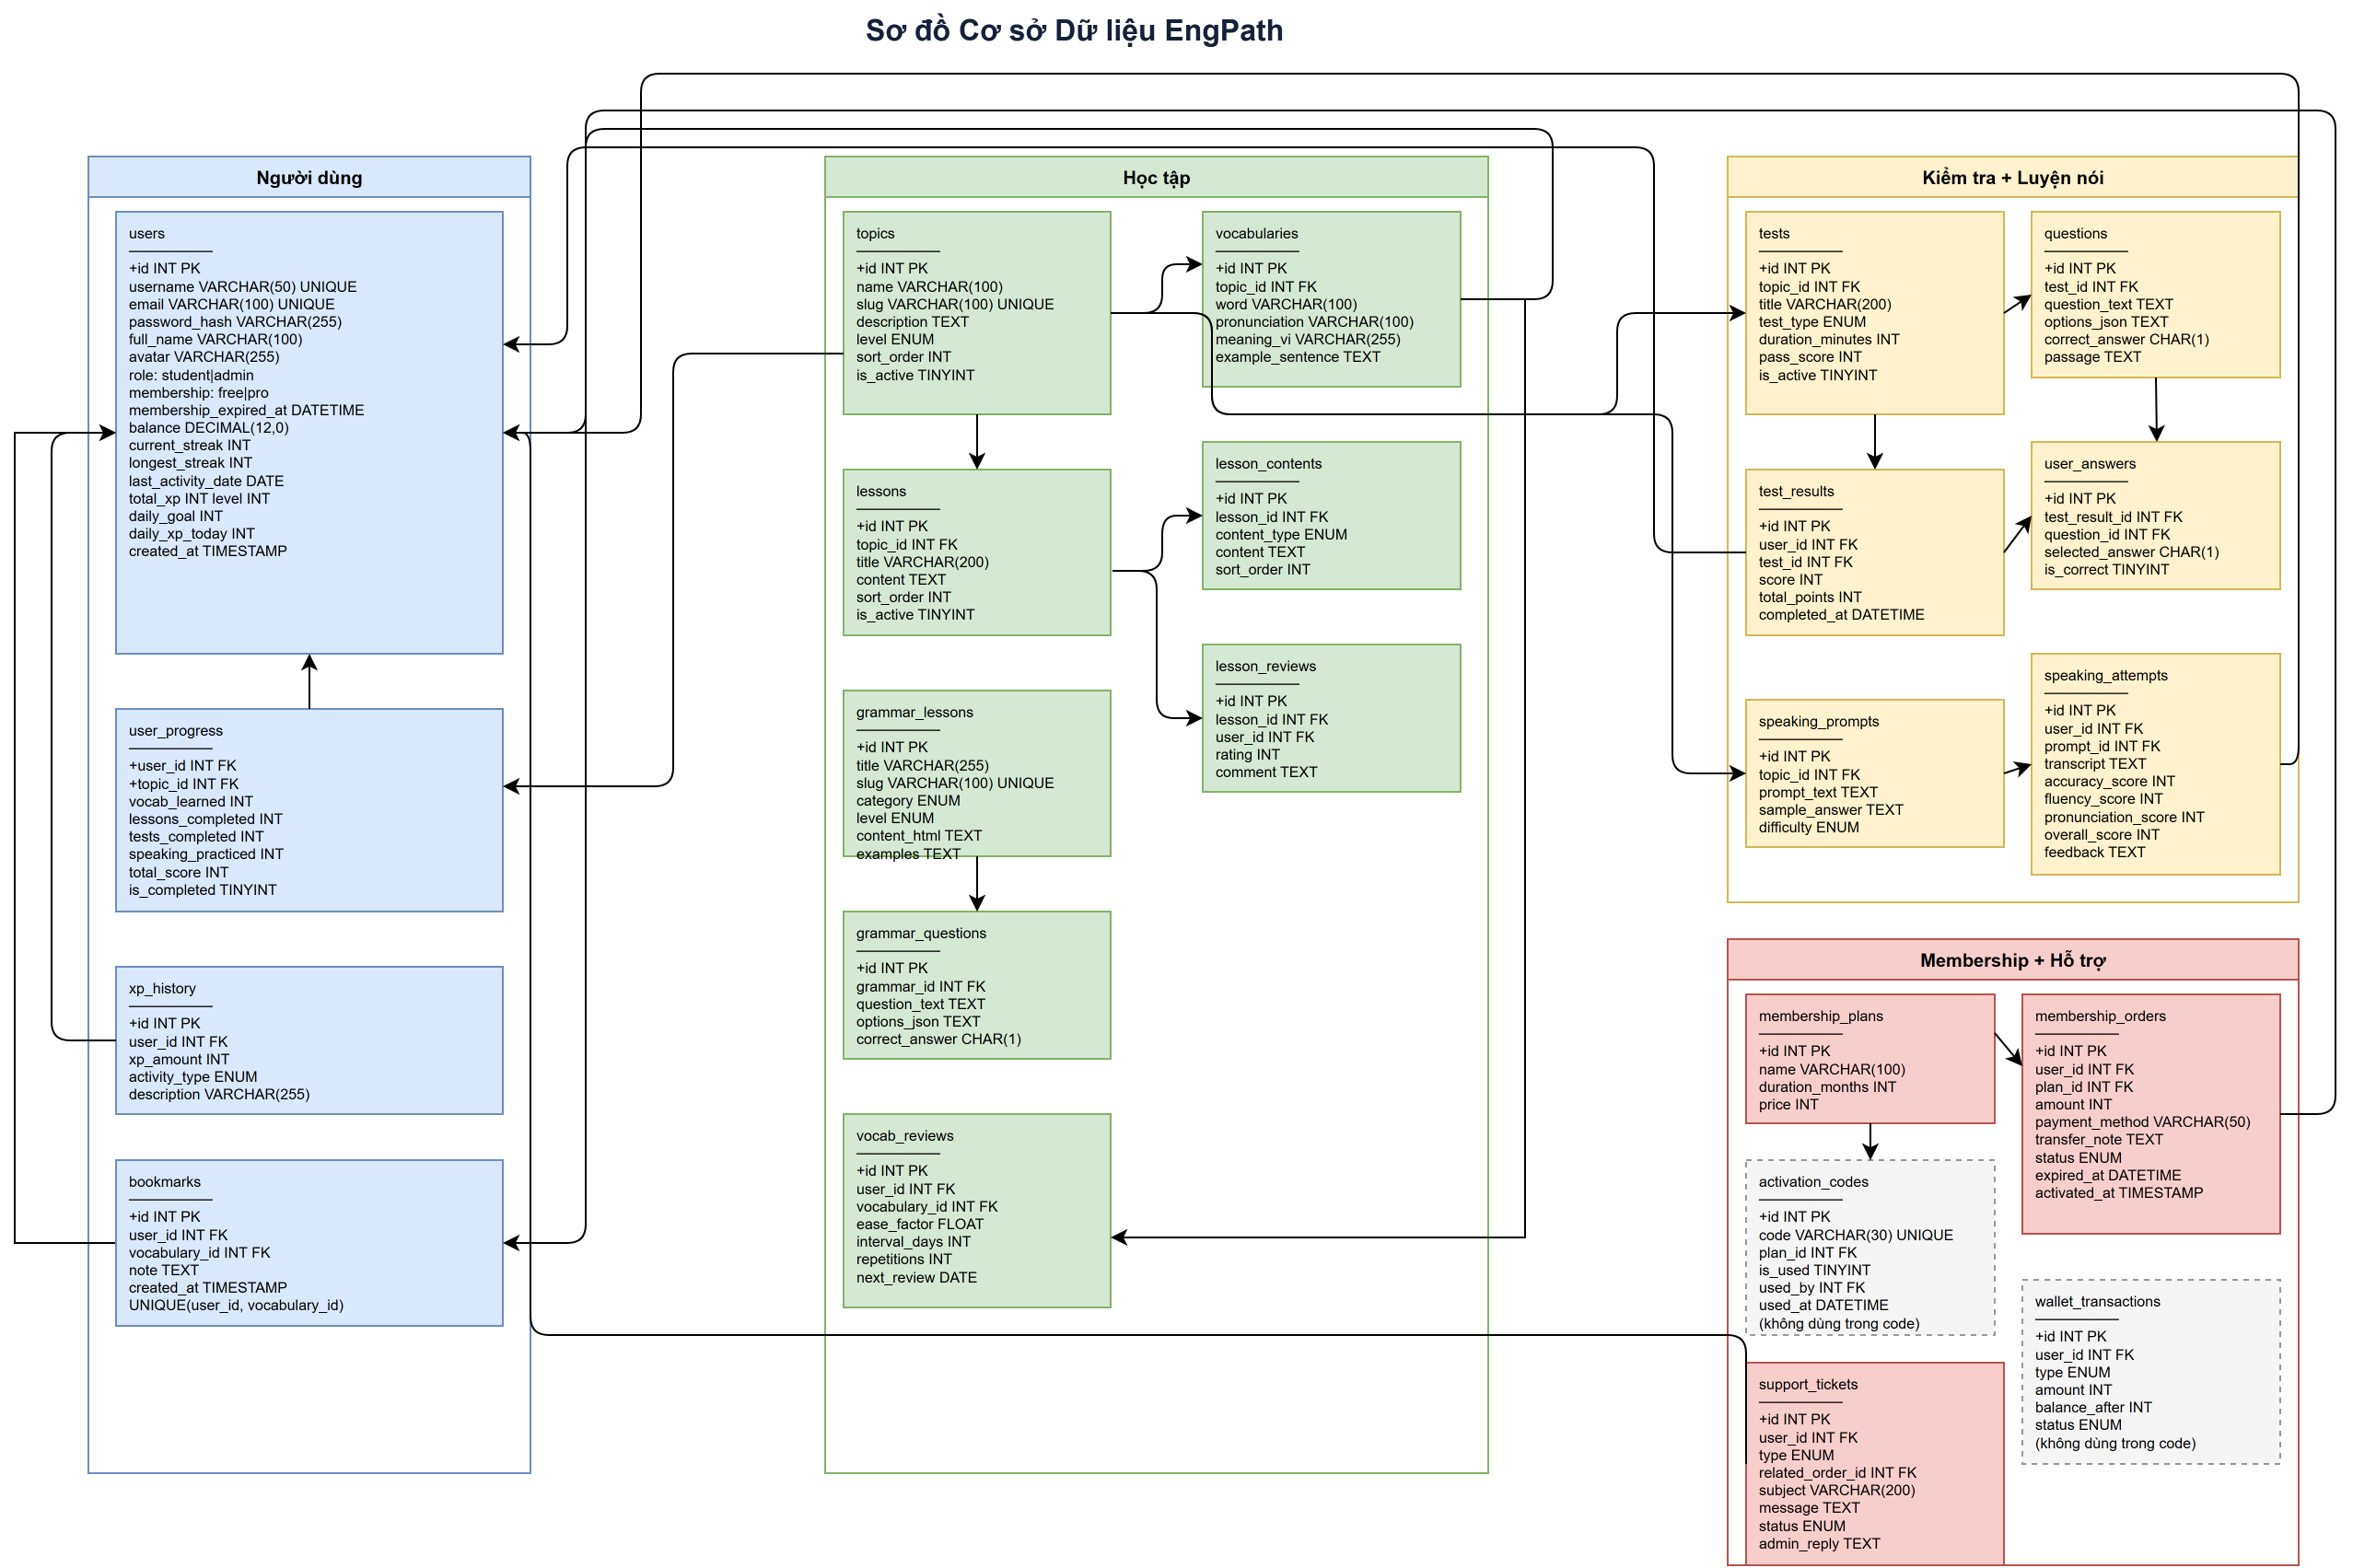 Sơ đồ Cơ sở Dữ liệu EngPath
Người dùng
users
+id INT PK
username VARCHAR(50) UNIQUE
email VARCHAR(100) UNIQUE
password_hash VARCHAR(255)
full_name VARCHAR(100)
avatar VARCHAR(255)
role: student|admin
membership: free|pro
membership_expired_at DATETIME
balance DECIMAL(12,0)
current_streak INT
longest_streak INT
last_activity_date DATE
total_xp INT level INT
daily_goal INT
daily_xp_today INT
created_at TIMESTAMP
user_progress
+user_id INT FK
+topic_id INT FK
vocab_learned INT
lessons_completed INT
tests_completed INT
speaking_practiced INT
total_score INT
is_completed TINYINT
xp_history
+id INT PK
user_id INT FK
xp_amount INT
activity_type ENUM
description VARCHAR(255)
bookmarks
+id INT PK
user_id INT FK
vocabulary_id INT FK
note TEXT
created_at TIMESTAMP
UNIQUE(user_id, vocabulary_id)
Học tập
topics
+id INT PK
name VARCHAR(100)
slug VARCHAR(100) UNIQUE
description TEXT
level ENUM
sort_order INT
is_active TINYINT
vocabularies
+id INT PK
topic_id INT FK
word VARCHAR(100)
pronunciation VARCHAR(100)
meaning_vi VARCHAR(255)
example_sentence TEXT
lessons
+id INT PK
topic_id INT FK
title VARCHAR(200)
content TEXT
sort_order INT
is_active TINYINT
lesson_contents
+id INT PK
lesson_id INT FK
content_type ENUM
content TEXT
sort_order INT
lesson_reviews
+id INT PK
lesson_id INT FK
user_id INT FK
rating INT
comment TEXT
grammar_lessons
+id INT PK
title VARCHAR(255)
slug VARCHAR(100) UNIQUE
category ENUM
level ENUM
content_html TEXT
examples TEXT
grammar_questions
+id INT PK
grammar_id INT FK
question_text TEXT
options_json TEXT
correct_answer CHAR(1)
vocab_reviews
+id INT PK
user_id INT FK
vocabulary_id INT FK
ease_factor FLOAT
interval_days INT
repetitions INT
next_review DATE
Kiểm tra + Luyện nói
tests
+id INT PK
topic_id INT FK
title VARCHAR(200)
test_type ENUM
duration_minutes INT
pass_score INT
is_active TINYINT
questions
+id INT PK
test_id INT FK
question_text TEXT
options_json TEXT
correct_answer CHAR(1)
passage TEXT
test_results
+id INT PK
user_id INT FK
test_id INT FK
score INT
total_points INT
completed_at DATETIME
user_answers
+id INT PK
test_result_id INT FK
question_id INT FK
selected_answer CHAR(1)
is_correct TINYINT
speaking_prompts
+id INT PK
topic_id INT FK
prompt_text TEXT
sample_answer TEXT
difficulty ENUM
speaking_attempts
+id INT PK
user_id INT FK
prompt_id INT FK
transcript TEXT
accuracy_score INT
fluency_score INT
pronunciation_score INT
overall_score INT
feedback TEXT
Membership + Hỗ trợ
membership_plans
+id INT PK
name VARCHAR(100)
duration_months INT
price INT
membership_orders
+id INT PK
user_id INT FK
plan_id INT FK
amount INT
payment_method VARCHAR(50)
transfer_note TEXT
status ENUM
expired_at DATETIME
activated_at TIMESTAMP
activation_codes
+id INT PK
code VARCHAR(30) UNIQUE
plan_id INT FK
is_used TINYINT
used_by INT FK
used_at DATETIME
(không dùng trong code)
wallet_transactions
+id INT PK
user_id INT FK
type ENUM
amount INT
balance_after INT
status ENUM
(không dùng trong code)
support_tickets
+id INT PK
user_id INT FK
type ENUM
related_order_id INT FK
subject VARCHAR(200)
message TEXT
status ENUM
admin_reply TEXT